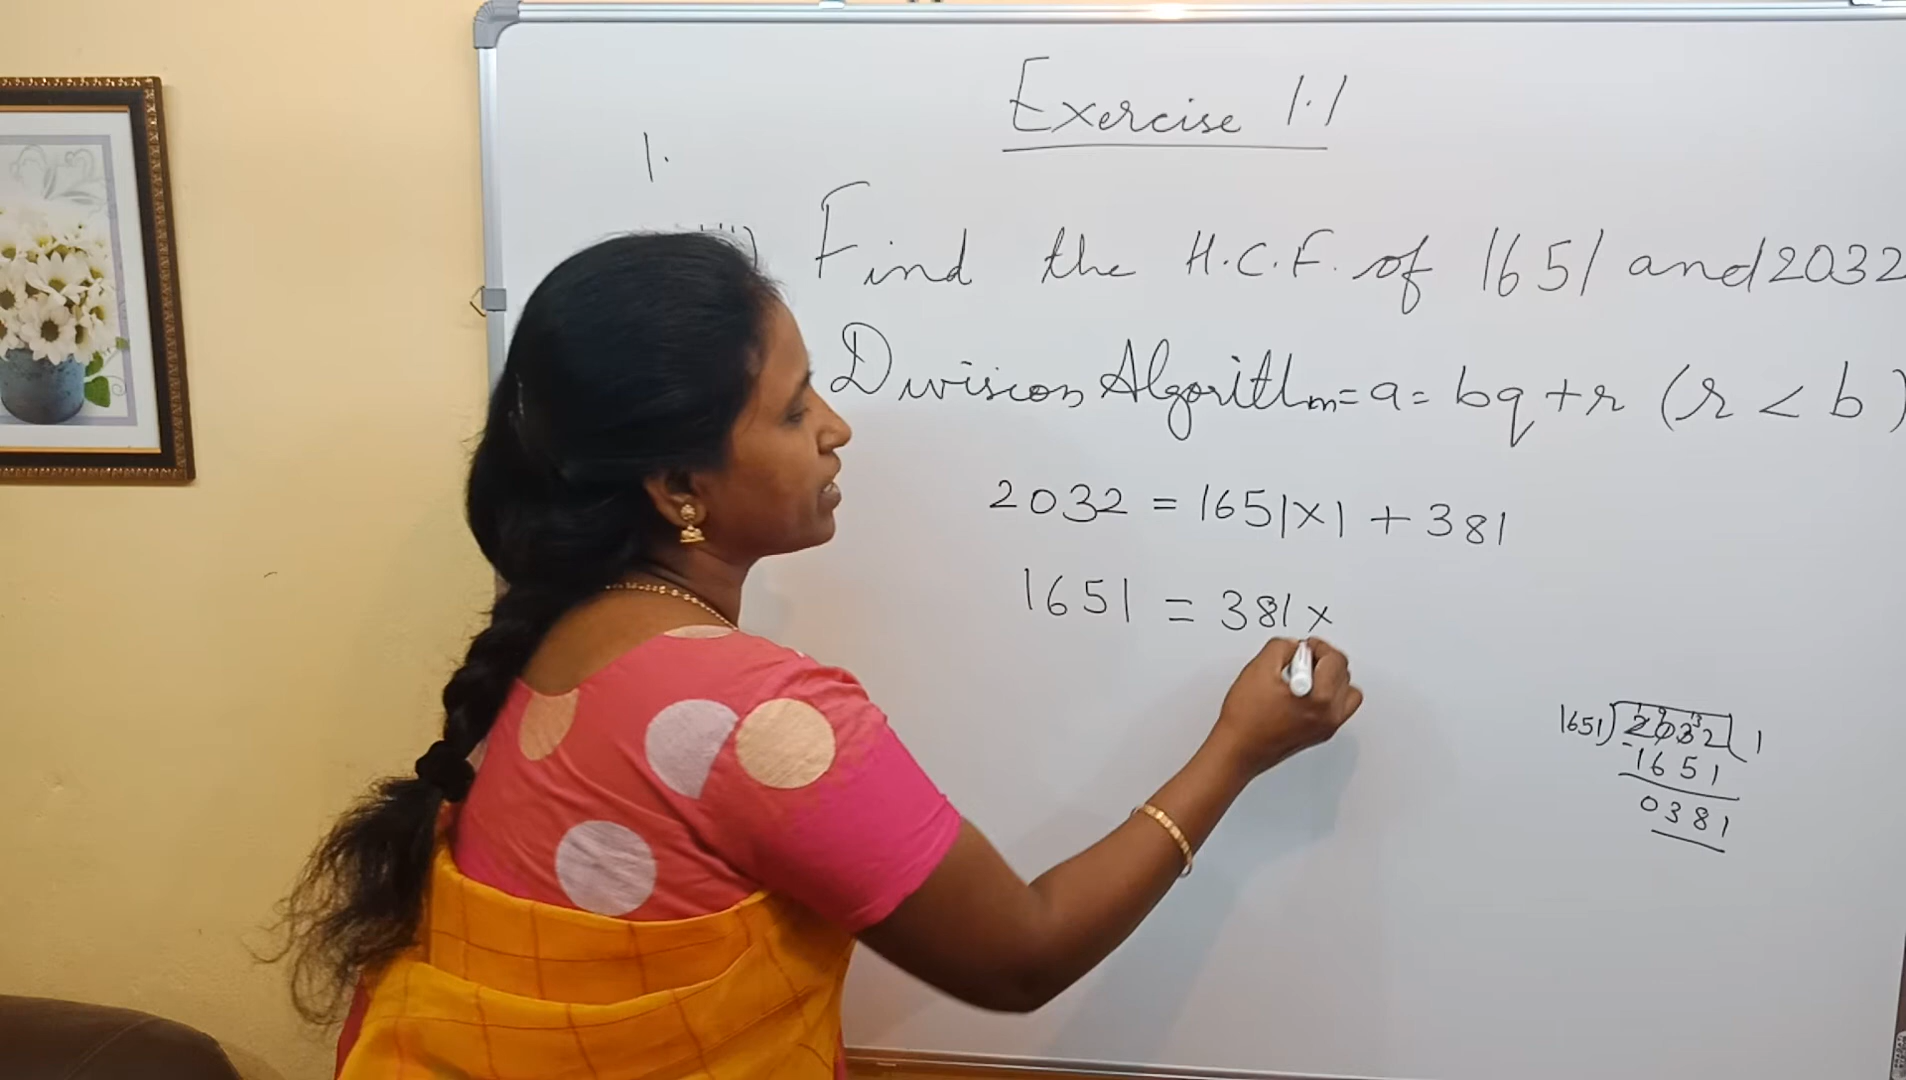 Exercise 1.1
1.
Find the H.C.F. of 1651 and 2032
Division Algorithm = a = bq + r (r < b)
2032 = 1651 × 1 + 381
1651 = 381 ×
1651) 2032 ( 1
- 1651
0381